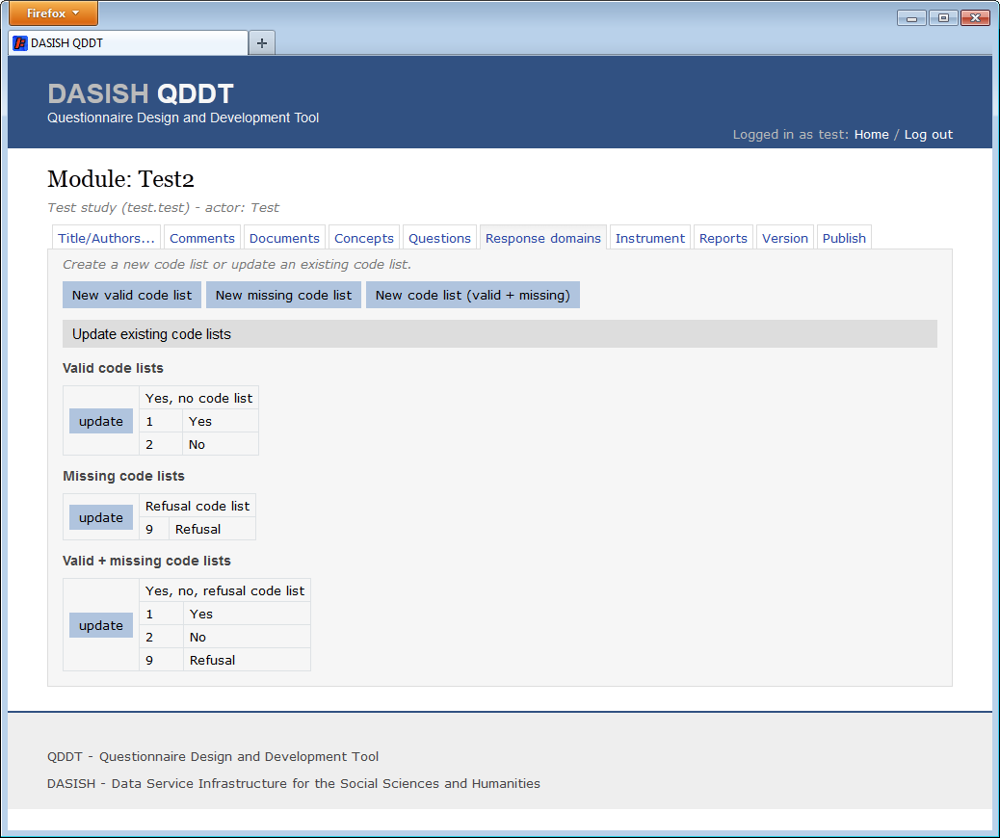 Firefox
DASISH QDDT
DASISH QDDT
Questionnaire Design and Development Tool
Logged in as test: Home / Log out
Module: Test2
Test study (test.test) - actor: Test
Title/Authors... Comments Documents Concepts Questions Response domains Instrument Reports Version Publish
Create a new code list or update an existing code list.
New valid code list New missing code list New code list (valid + missing)
Update existing code lists
Valid code lists
Yes, no code list
update 1 Yes
2 No
Missing code lists
Refusal code list
update
9 Refusal
Valid + missing code lists
Yes, no, refusal code list
1 Yes
update
2 No
9 Refusal
QDDT - Questionnaire Design and Development Tool
DASISH - Data Service Infrastructure for the Social Sciences and Humanities